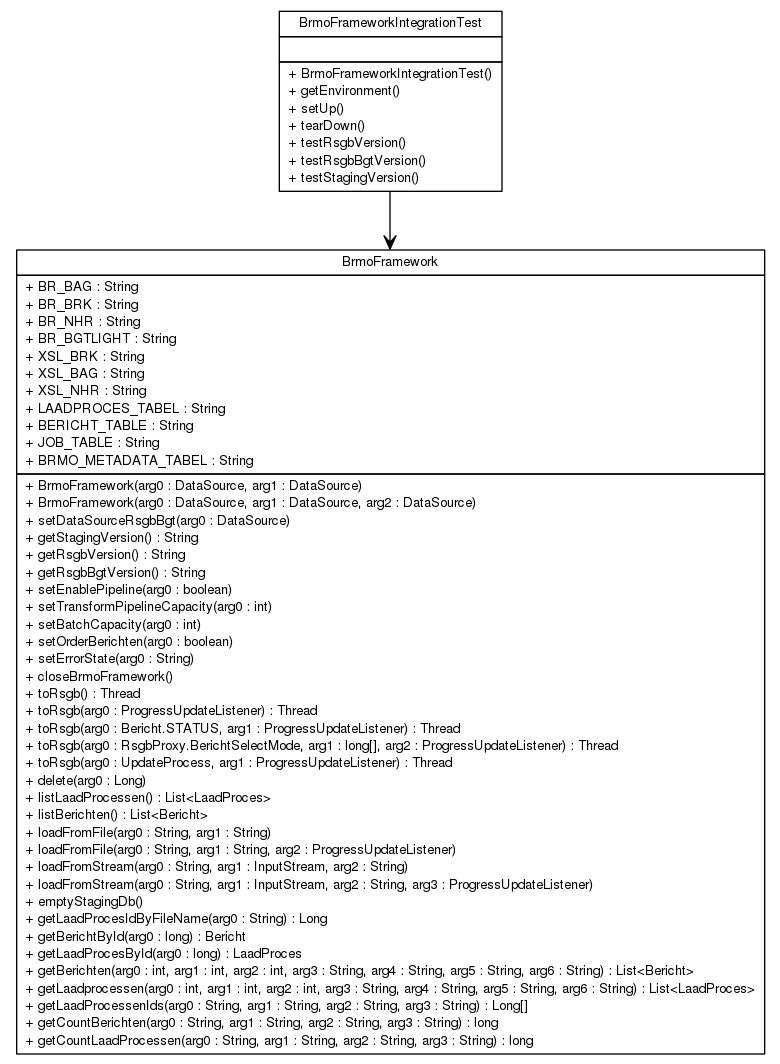 BrmoFrameworkIntegrationTest
+ BrmoFrameworkIntegrationTest()
+ getEnvironment()
+ setUp()
+ tearDown()
+ testRsgbVersion()
+ testRsgbBgtVersion()
+ testStagingVersion()
BrmoFramework
+ BR_BAG : String
+ BR_BRK : String
+ BR_NHR : String
+ BR_BGTLIGHT : String
+ XSL_BRK : String
+ XSL_BAG : String
+ XSL_NHR : String
+ LAADPROCES_TABEL : String
+ BERICHT_TABLE : String
+ JOB_TABLE : String
+ BRMO_METADATA_TABEL : String
+ BrmoFramework(arg0 : DataSource, arg1 : DataSource)
+ BrmoFramework(arg0 : DataSource, arg1 : DataSource, arg2 : DataSource)
+ setDataSourceRsgbBgt(arg0 : DataSource)
+ getStagingVersion() : String
+ getRsgbVersion() : String
+ getRsgbBgtVersion() : String
+ setEnablePipeline(arg0 : boolean)
+ setTransformPipelineCapacity(arg0 : int)
+ setBatchCapacity(arg0 : int)
+ setOrderBerichten(arg0 : boolean)
+ setErrorState(arg0 : String)
+ closeBrmoFramework()
+ toRsgb() : Thread
+ toRsgb(arg0 : ProgressUpdateListener) : Thread
+ toRsgb(arg0 : Bericht.STATUS, arg1 : ProgressUpdateListener) : Thread
+ toRsgb(arg0 : RsgbProxy.BerichtSelectMode, arg1 : long[], arg2 : ProgressUpdateListener) : Thread
+ toRsgb(arg0 : UpdateProcess, arg1 : ProgressUpdateListener) : Thread
+ delete(arg0 : Long)
+ listLaadProcessen() : List<LaadProces>
+ listBerichten() : List<Bericht>
+ loadFromFile(arg0 : String, arg1 : String)
+ loadFromFile(arg0 : String, arg1 : String, arg2 : ProgressUpdateListener)
+ loadFromStream(arg0 : String, arg1 : InputStream, arg2 : String)
+ loadFromStream(arg0 : String, arg1 : InputStream, arg2 : String, arg3 : ProgressUpdateListener)
+ emptyStagingDb()
+ getLaadProcesIdByFileName(arg0 : String) : Long
+ getBerichtById(arg0 : long) : Bericht
+ getLaadProcesById(arg0 : long) : LaadProces
+ getBerichten(arg0 : int, arg1 : int, arg2 : int, arg3 : String, arg4 : String, arg5 : String, arg6 : String) : List<Bericht>
+ getLaadprocessen(arg0 : int, arg1 : int, arg2 : int, arg3 : String, arg4 : String, arg5 : String, arg6 : String) : List<LaadProces>
+ getLaadProcessenIds(arg0 : String, arg1 : String, arg2 : String, arg3 : String) : Long[]
+ getCountBerichten(arg0 : String, arg1 : String, arg2 : String, arg3 : String) : long
+ getCountLaadProcessen(arg0 : String, arg1 : String, arg2 : String, arg3 : String) : long